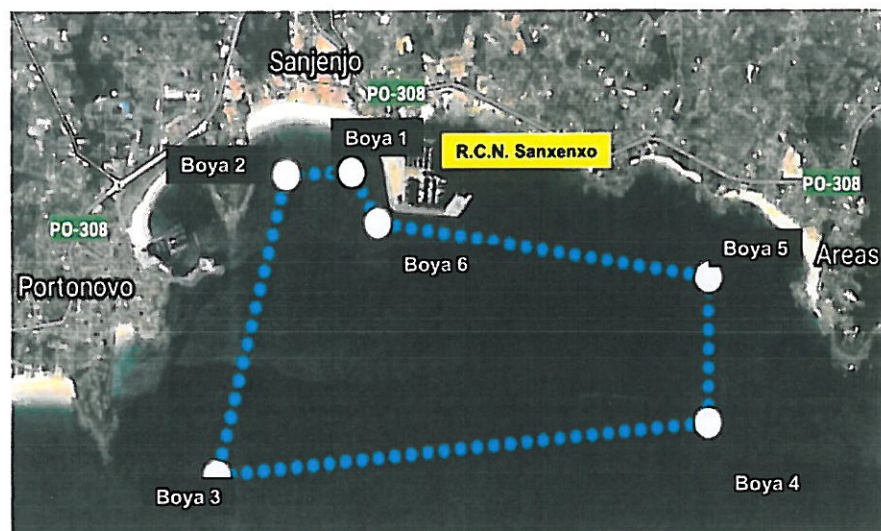 Sanjenjo
PO-308
Boya 1
R.C.N. Sanxenxo
Boya 2
PO-308
PO-308
Boya 5
Areas
Boya 6
Portonovo
Boya 3
Boya 4